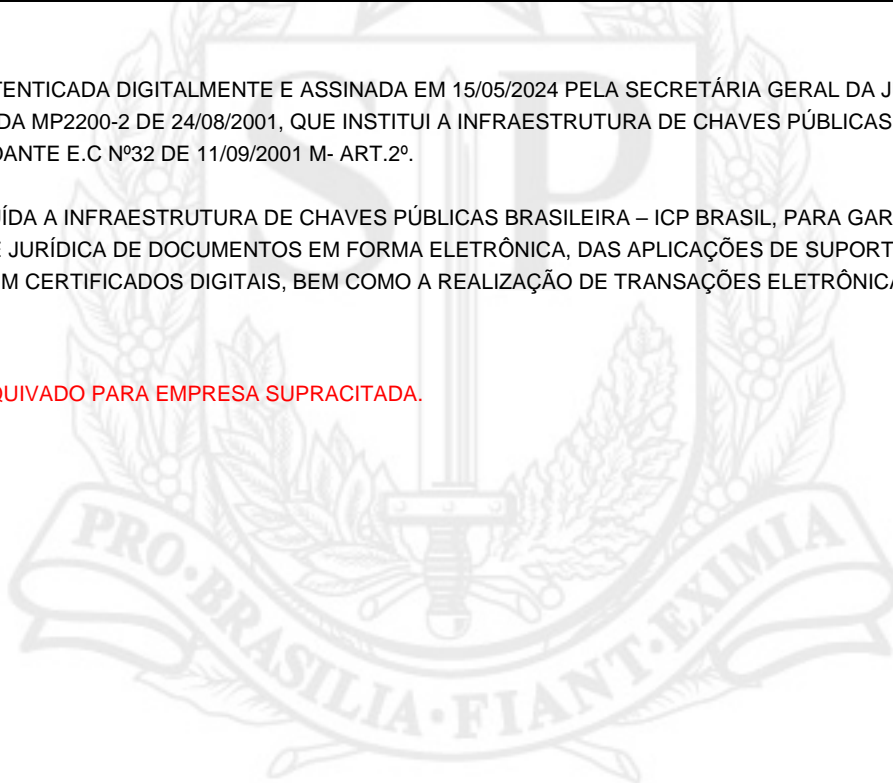 TENTICADA DIGITALMENTE E ASSINADA EM 15/05/2024 PELA SECRETÁRIA GERAL DA J
DA MP2200-2 DE 24/08/2001, QUE INSTITUI A INFRAESTRUTURA DE CHAVES PÚBLICAS
DANTE E.C Nº32 DE 11/09/2001 M- ART.2º.
ÍDA A INFRAESTRUTURA DE CHAVES PÚBLICAS BRASILEIRA – ICP BRASIL, PARA GAR
E JURÍDICA DE DOCUMENTOS EM FORMA ELETRÔNICA, DAS APLICAÇÕES DE SUPORT
M CERTIFICADOS DIGITAIS, BEM COMO A REALIZAÇÃO DE TRANSAÇÕES ELETRÔNICA
QUIVADO PARA EMPRESA SUPRACITADA.
SP
PRO·BRASILIA·FIANT·EXIMIA